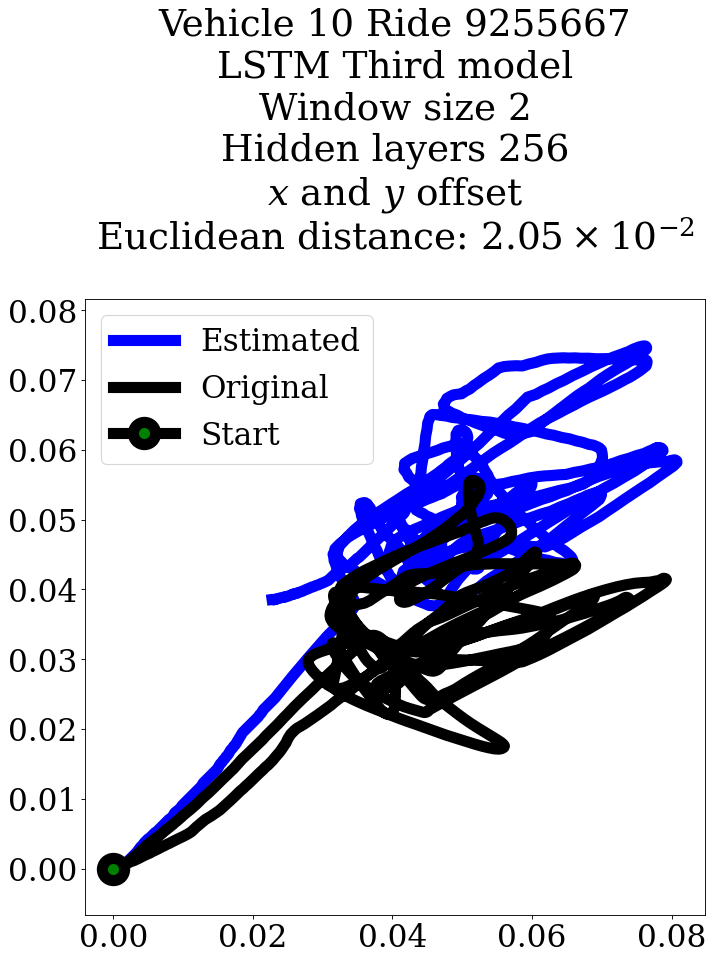 Vehicle 10 Ride 9255667
LSTM Third model
Window size 2
Hidden layers 256
x and y offset
Euclidean distance: 2.05 × 10⁻²
0.08
0.07
0.06
0.05
0.04
0.03
0.02
0.01
0.00
Estimated
Original
Start
0.00 0.02 0.04 0.06 0.08